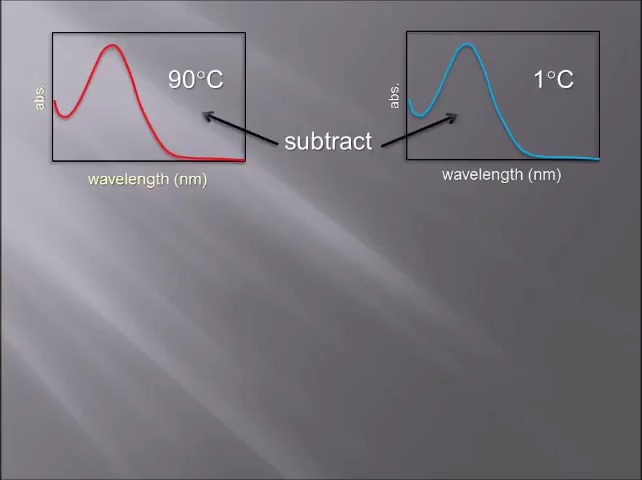 90°C
abs.
wavelength (nm)
subtract
1°C
abs.
wavelength (nm)